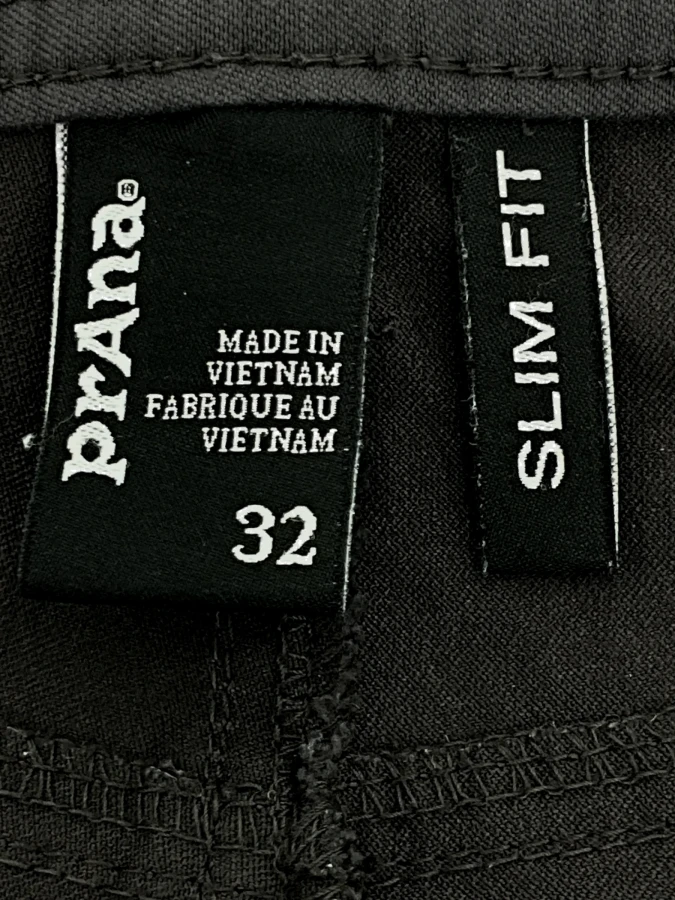 prAna®
MADE IN
VIETNAM
FABRIQUE AU
VIETNAM
32
SLIM FIT